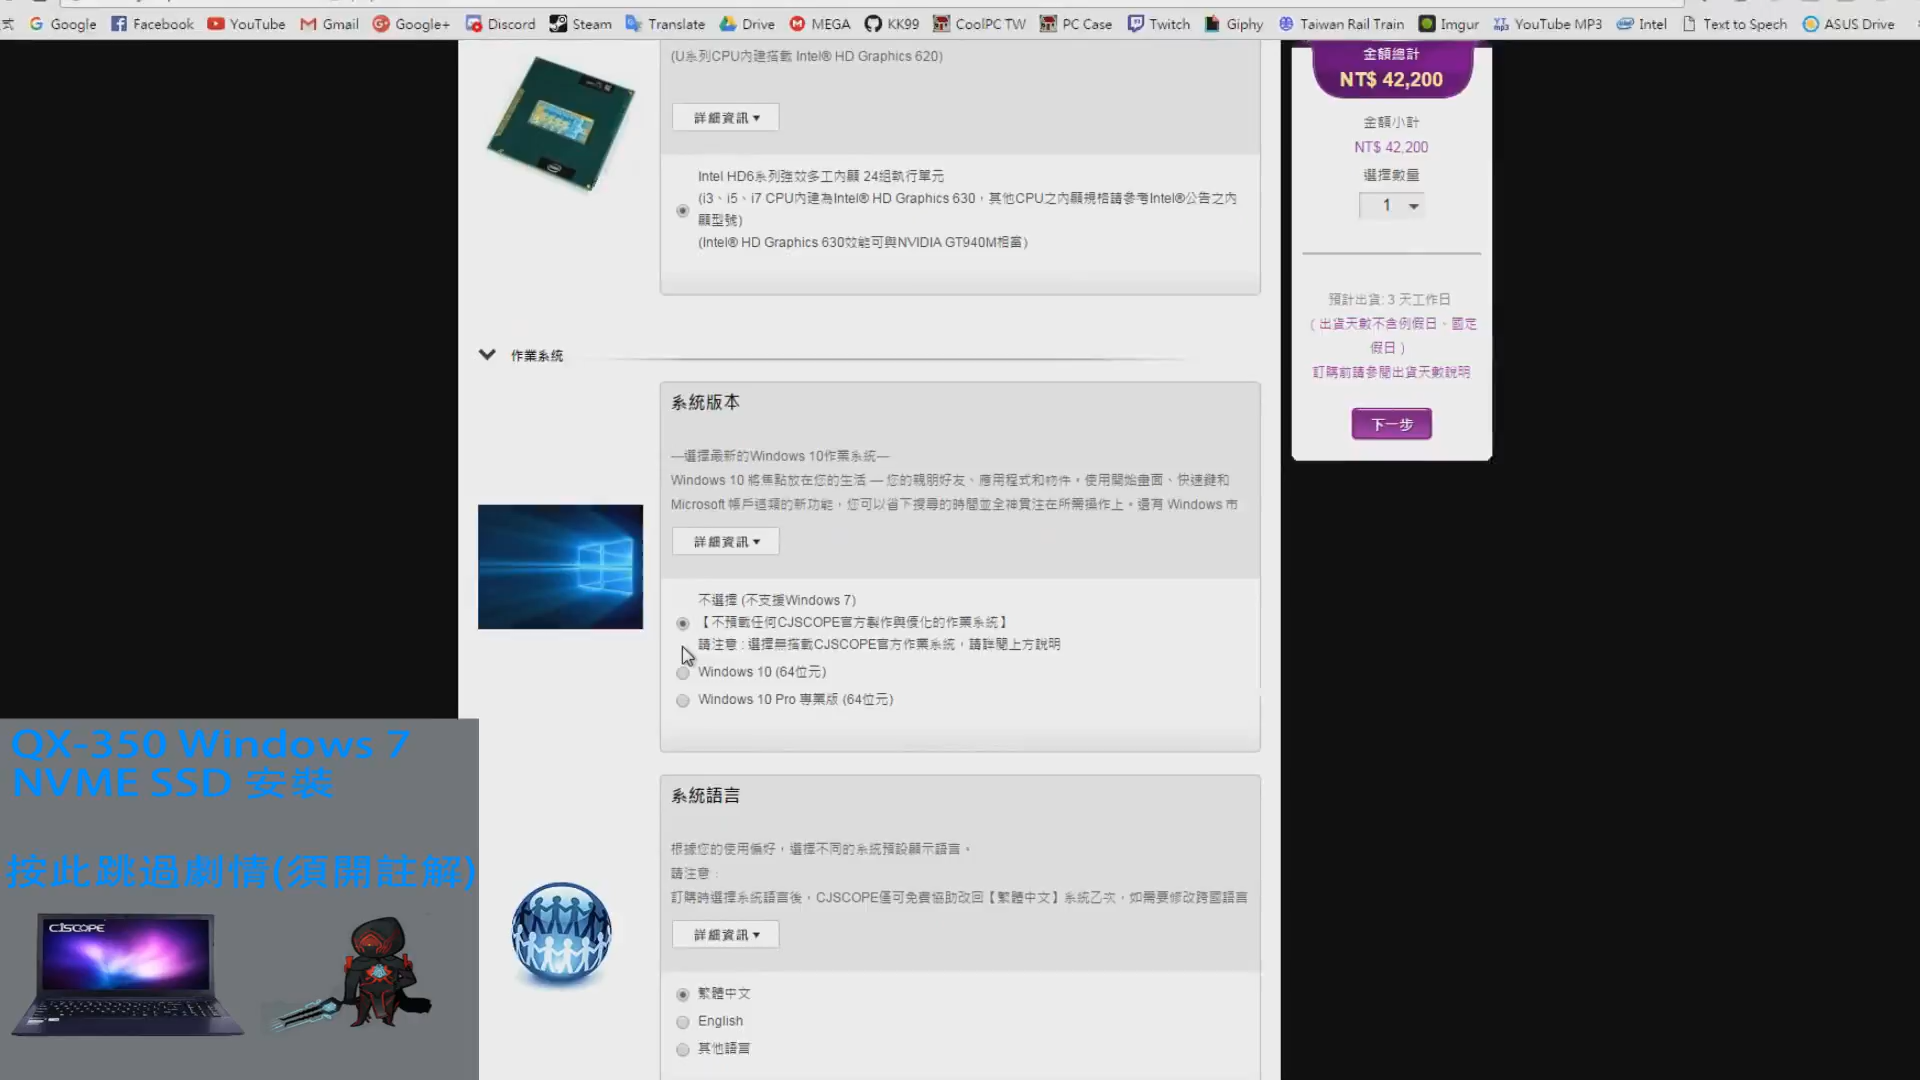 式
Google
Facebook
YouTube
Gmail
Google+
Discord
Steam
Translate
Drive
MEGA
KK99
CoolPC TW
PC Case
Twitch
Giphy
Taiwan Rail Train
Imgur
YouTube MP3
Intel
Text to Spech
ASUS Drive
(U系列CPU內建搭載 Intel® HD Graphics 620)
詳細資訊▼
Intel HD6系列強效多工內顯 24組執行單元
(i3、i5、i7 CPU內建為Intel® HD Graphics 630，其他CPU之內顯規格請參考Intel®公告之內
顯型號)
(Intel® HD Graphics 630效能可與NVIDIA GT940M相當)
金額總計
NT$ 42,200
金額小計
NT$ 42,200
選擇數量
1
預計出貨: 3 天工作日
( 出貨天數不含例假日、國定
假日 )
訂購前請參閱出貨天數說明
下一步
作業系統
系統版本
—選擇最新的Windows 10作業系統—
Windows 10 將焦點放在您的生活 — 您的親朋好友、應用程式和物件，使用開始畫面、快速鍵和
Microsoft 帳戶這類的新功能，您可以省下搜尋的時間並全神貫注在所需操作上。還有 Windows 市
詳細資訊▼
不選擇 (不支援Windows 7)
【不預載任何CJSCOPE官方製作與優化的作業系統】
請注意 : 選擇無搭載CJSCOPE官方作業系統，請詳閱上方說明
Windows 10 (64位元)
Windows 10 Pro 專業版 (64位元)
系統語言
根據您的使用偏好，選擇不同的系統預設顯示語言。
請注意 :
訂購時選擇系統語言後，CJSCOPE僅可免費協助改回【繁體中文】系統乙次，如需要修改跨國語言
詳細資訊▼
繁體中文
English
其他語言
QX-350 Windows 7
NVME SSD 安裝
按此跳過劇情(須開註解)
CJSCOPE